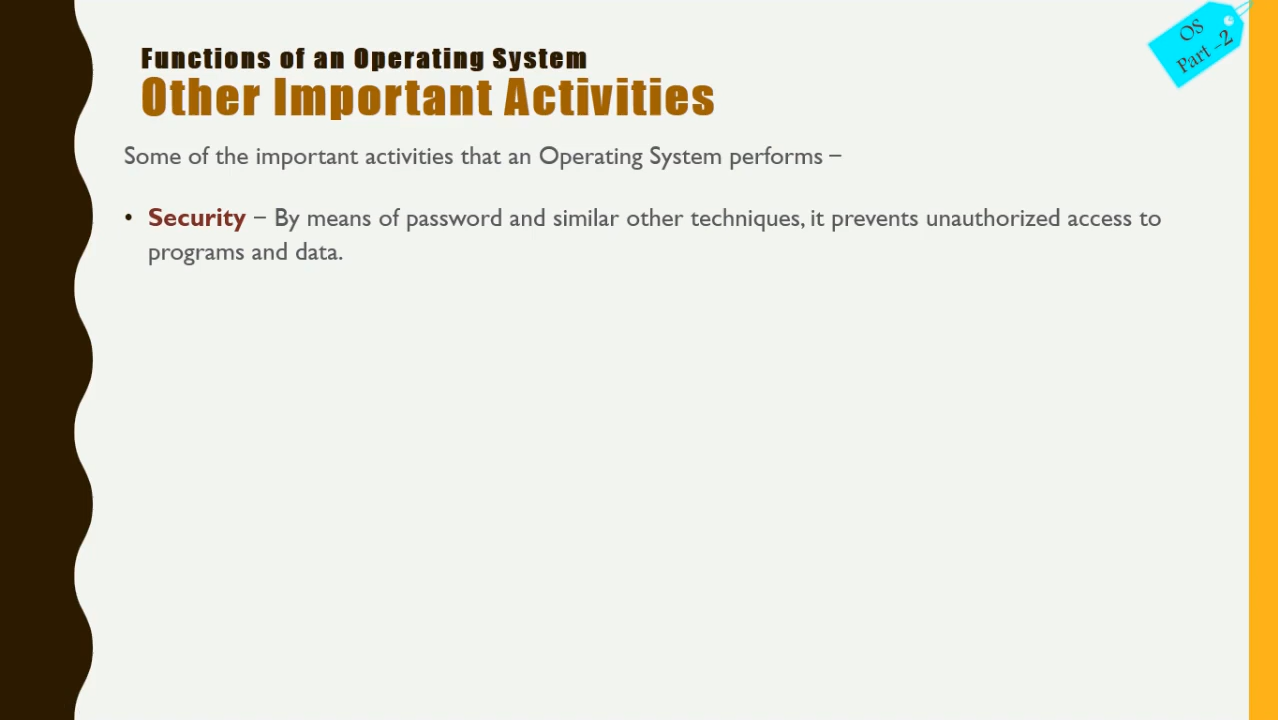 Functions of an Operating System
Other Important Activities
OS
Part –2
Some of the important activities that an Operating System performs –
• Security – By means of password and similar other techniques, it prevents unauthorized access to
programs and data.